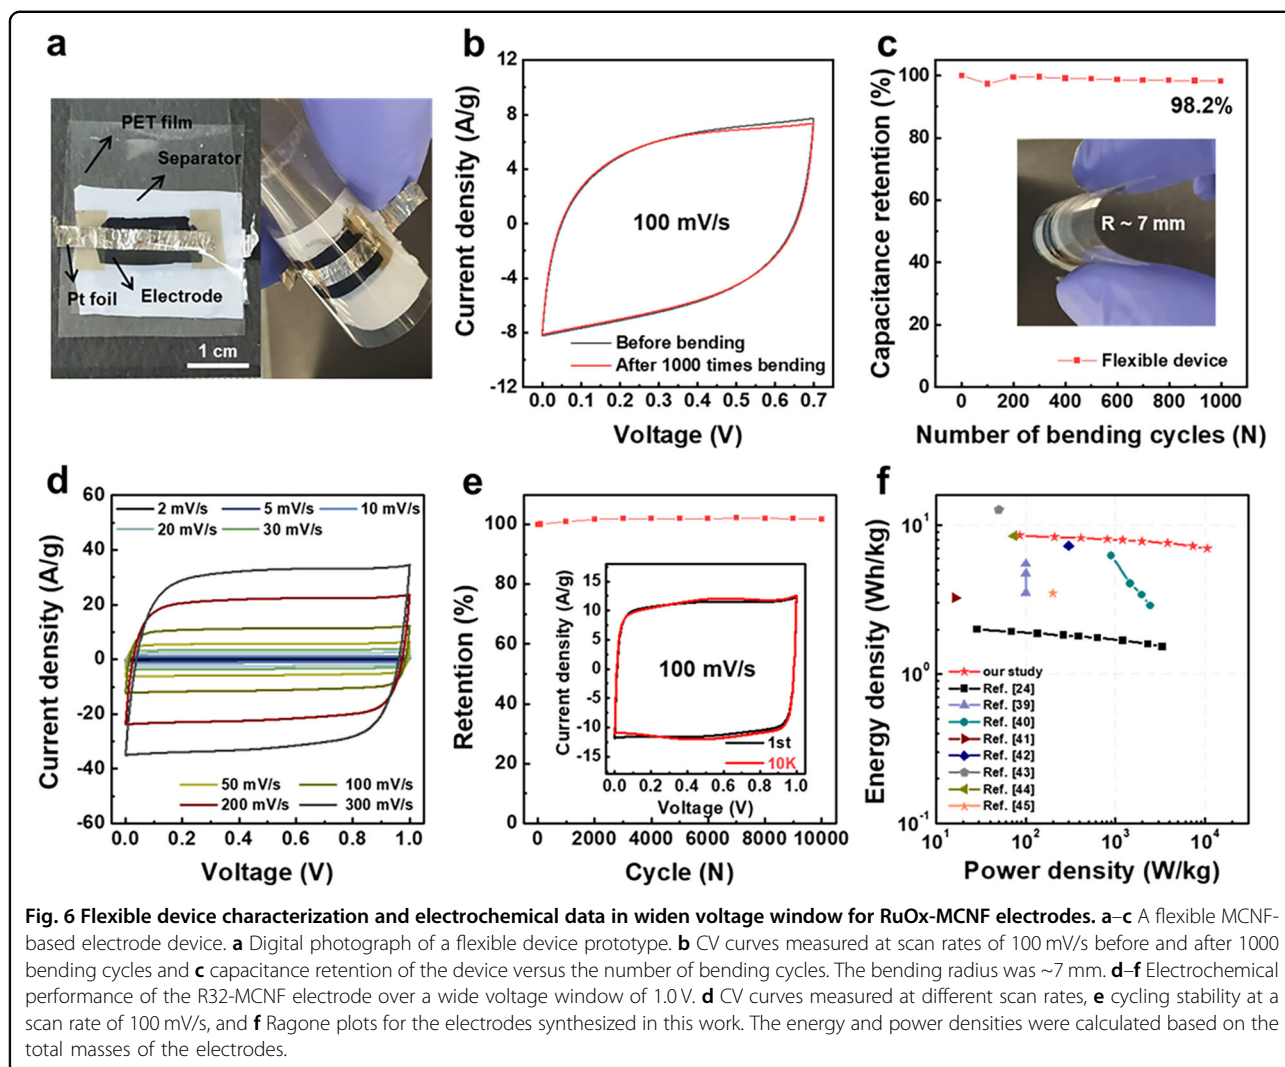 a
PET film
Separator
Pt foil
Electrode
1 cm
b
12
8
4
0
-4
-8
-12
Current density (A/g)
100 mV/s
Before bending
After 1000 times bending
0.0 0.1 0.2 0.3 0.4 0.5 0.6 0.7
Voltage (V)
c
100
80
60
40
20
0
Capacitance retention (%)
98.2%
R ~ 7 mm
Flexible device
0 200 400 600 800 1000
Number of bending cycles (N)
d
60
40
20
0
-20
-40
-60
Current density (A/g)
2 mV/s 5 mV/s 10 mV/s
20 mV/s 30 mV/s
50 mV/s 100 mV/s
200 mV/s 300 mV/s
0.0 0.2 0.4 0.6 0.8 1.0
Voltage (V)
e
100
80
60
40
20
0
Retention (%)
15
10
5
0
-5
-10
-15
Current density (A/g)
100 mV/s
1st
10K
0.0 0.2 0.4 0.6 0.8 1.0
Voltage (V)
0 2000 4000 6000 8000 10000
Cycle (N)
f
10¹
10⁰
10⁻¹
Energy density (Wh/kg)
our study
Ref. [24]
Ref. [39]
Ref. [40]
Ref. [41]
Ref. [42]
Ref. [43]
Ref. [44]
Ref. [45]
10¹ 10² 10³ 10⁴
Power density (W/kg)
Fig. 6 Flexible device characterization and electrochemical data in widen voltage window for RuOx-MCNF electrodes. a–c A flexible MCNF-
based electrode device. a Digital photograph of a flexible device prototype. b CV curves measured at scan rates of 100 mV/s before and after 1000
bending cycles and c capacitance retention of the device versus the number of bending cycles. The bending radius was ~7 mm. d–f Electrochemical
performance of the R32-MCNF electrode over a wide voltage window of 1.0 V. d CV curves measured at different scan rates, e cycling stability at a
scan rate of 100 mV/s, and f Ragone plots for the electrodes synthesized in this work. The energy and power densities were calculated based on the
total masses of the electrodes.